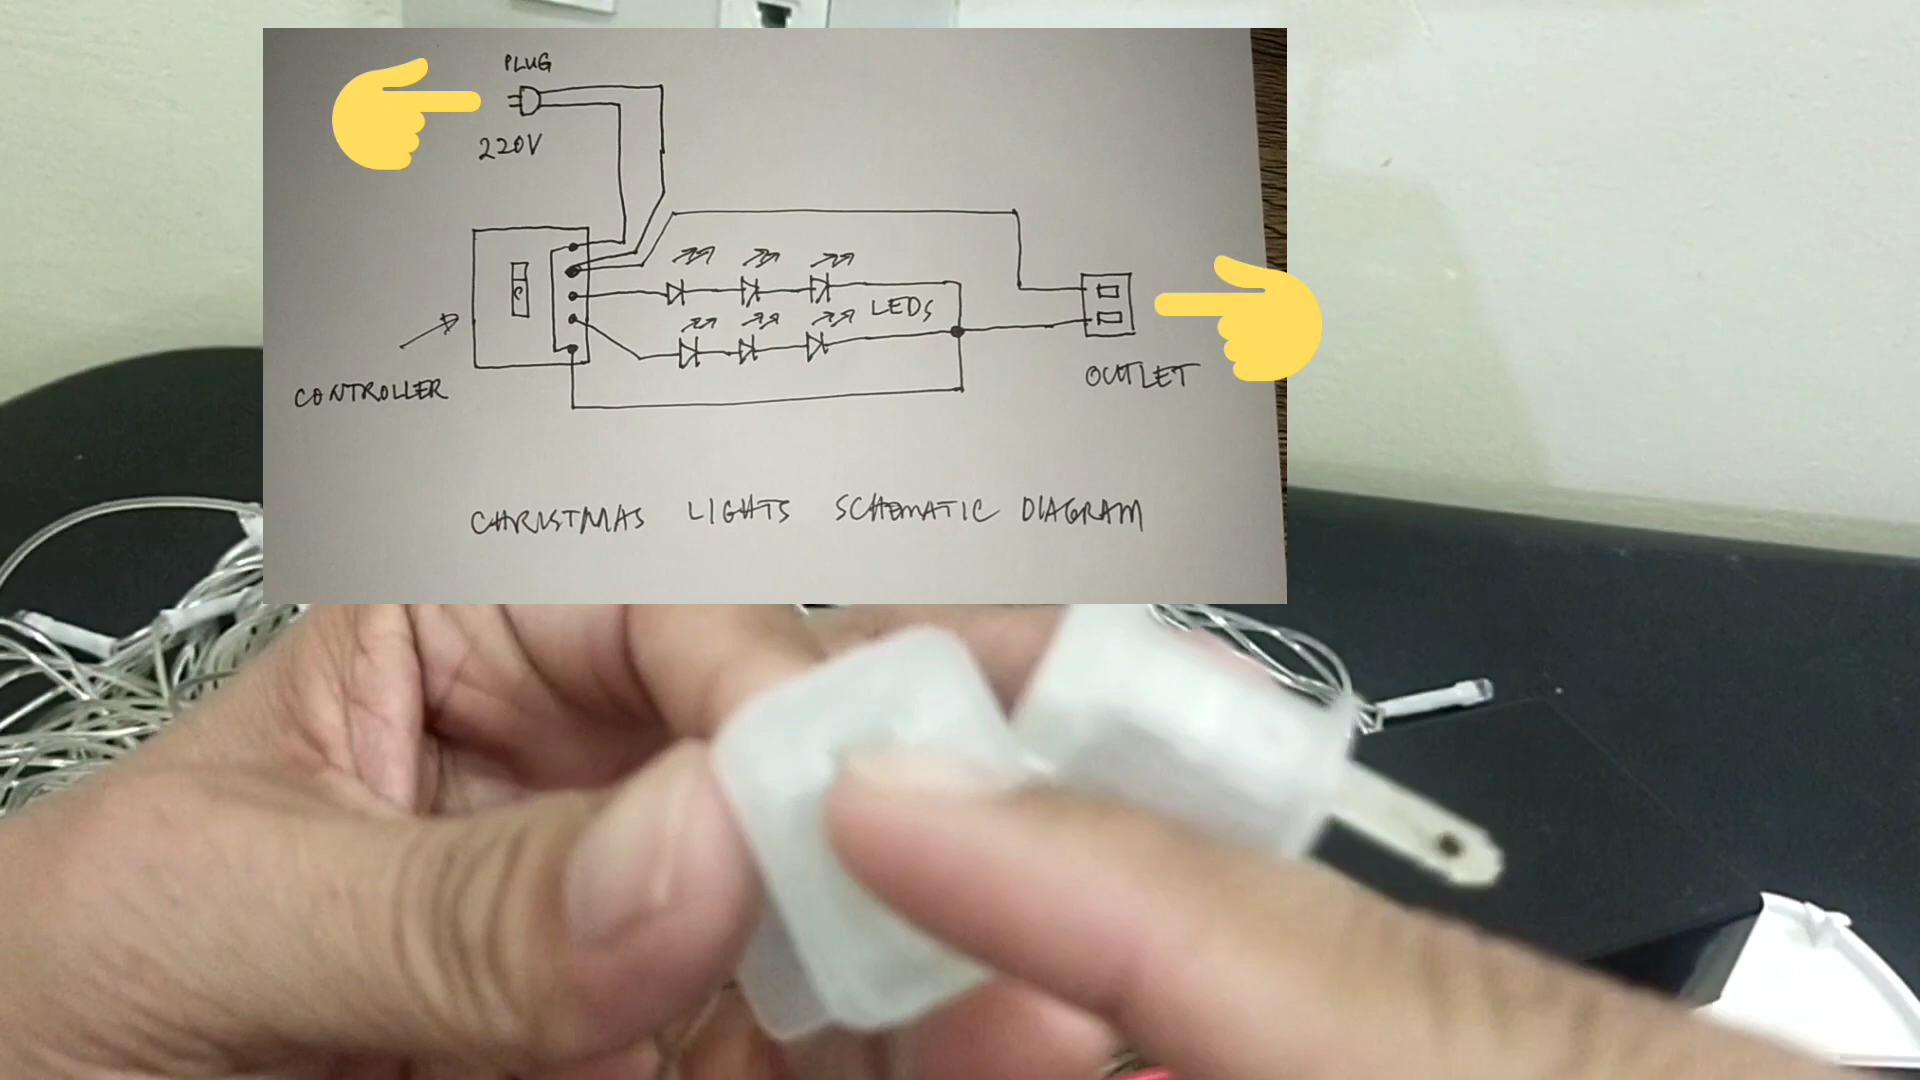 PLUG
220V
C
LEDS
CONTROLLER
OUTLET
CHRISTMAS LIGHTS SCHEMATIC DIAGRAM